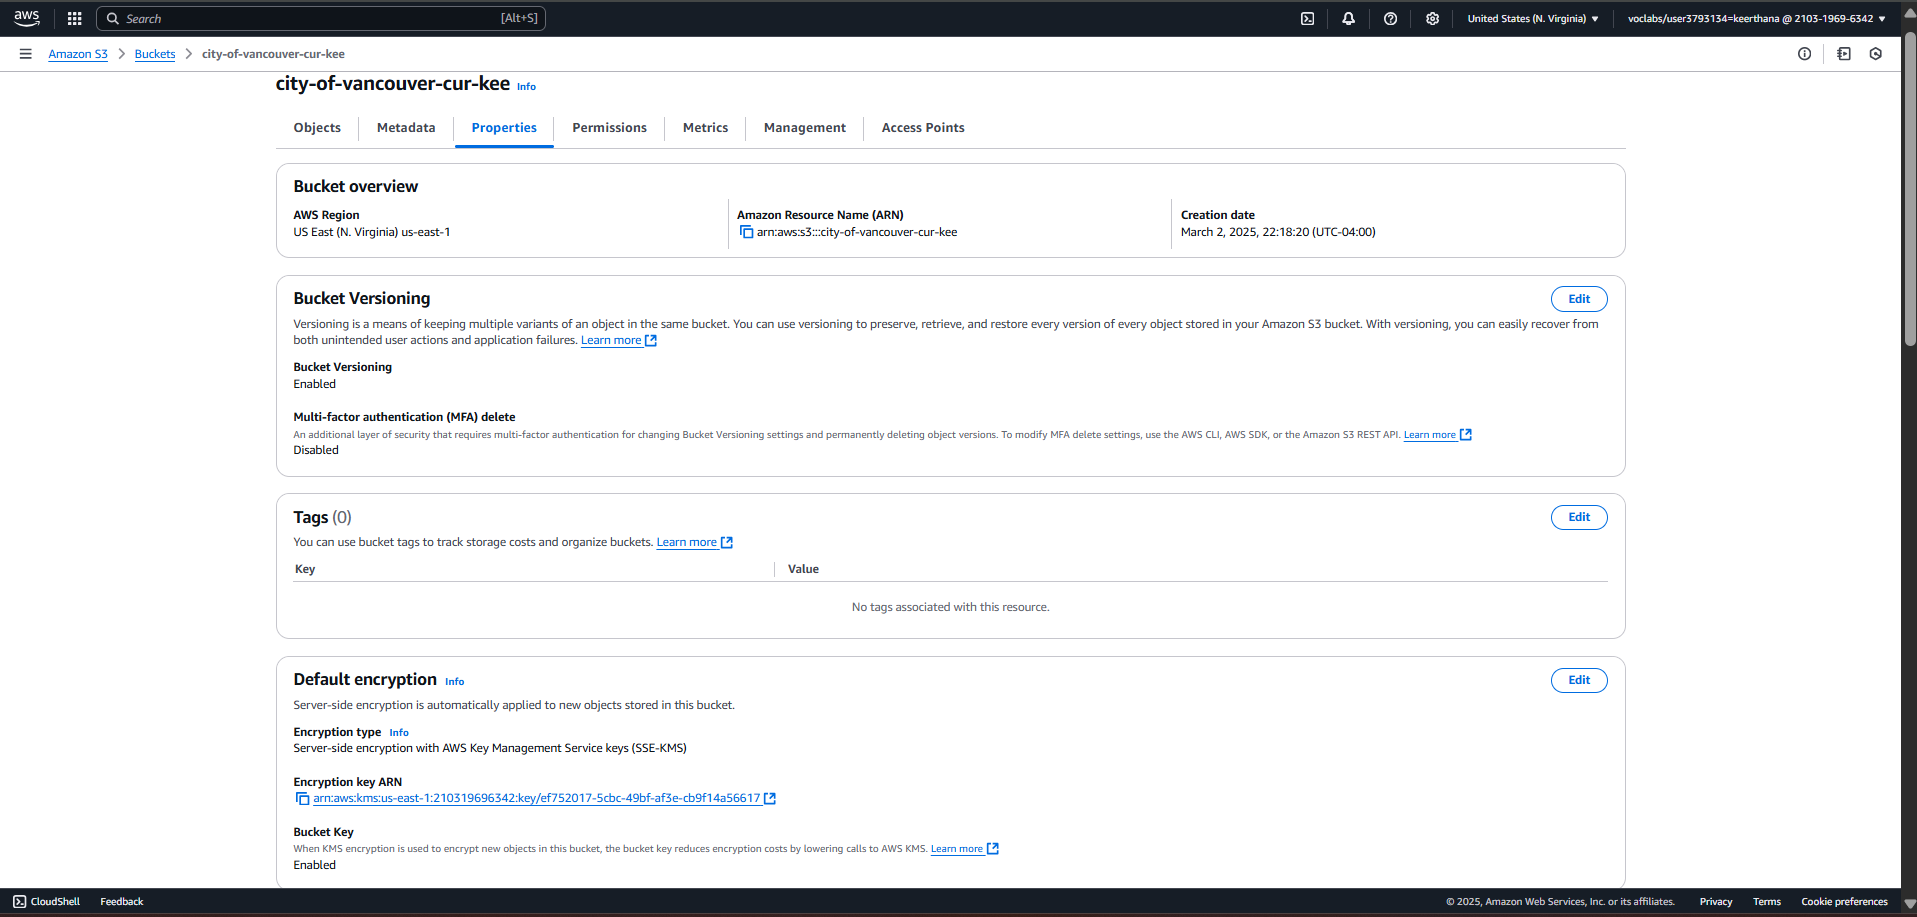 aws Search [Alt+S] United States (N. Virginia) ▼ voclabs/user3793134=keerthana @ 2103-1969-6342 ▼
Amazon S3 > Buckets > city-of-vancouver-cur-kee
city-of-vancouver-cur-kee Info
Objects Metadata Properties Permissions Metrics Management Access Points
Bucket overview
AWS Region
US East (N. Virginia) us-east-1
Amazon Resource Name (ARN)
arn:aws:s3:::city-of-vancouver-cur-kee
Creation date
March 2, 2025, 22:18:20 (UTC-04:00)
Bucket Versioning
Edit
Versioning is a means of keeping multiple variants of an object in the same bucket. You can use versioning to preserve, retrieve, and restore every version of every object stored in your Amazon S3 bucket. With versioning, you can easily recover from
both unintended user actions and application failures. Learn more
Bucket Versioning
Enabled
Multi-factor authentication (MFA) delete
An additional layer of security that requires multi-factor authentication for changing Bucket Versioning settings and permanently deleting object versions. To modify MFA delete settings, use the AWS CLI, AWS SDK, or the Amazon S3 REST API. Learn more
Disabled
Tags (0)
Edit
You can use bucket tags to track storage costs and organize buckets. Learn more
Key Value
No tags associated with this resource.
Default encryption Info
Edit
Server-side encryption is automatically applied to new objects stored in this bucket.
Encryption type Info
Server-side encryption with AWS Key Management Service keys (SSE-KMS)
Encryption key ARN
arn:aws:kms:us-east-1:210319696342:key/ef752017-5cbc-49bf-af3e-cb9f14a56617
Bucket Key
When KMS encryption is used to encrypt new objects in this bucket, the bucket key reduces encryption costs by lowering calls to AWS KMS. Learn more
Enabled
CloudShell Feedback © 2025, Amazon Web Services, Inc. or its affiliates. Privacy Terms Cookie preferences